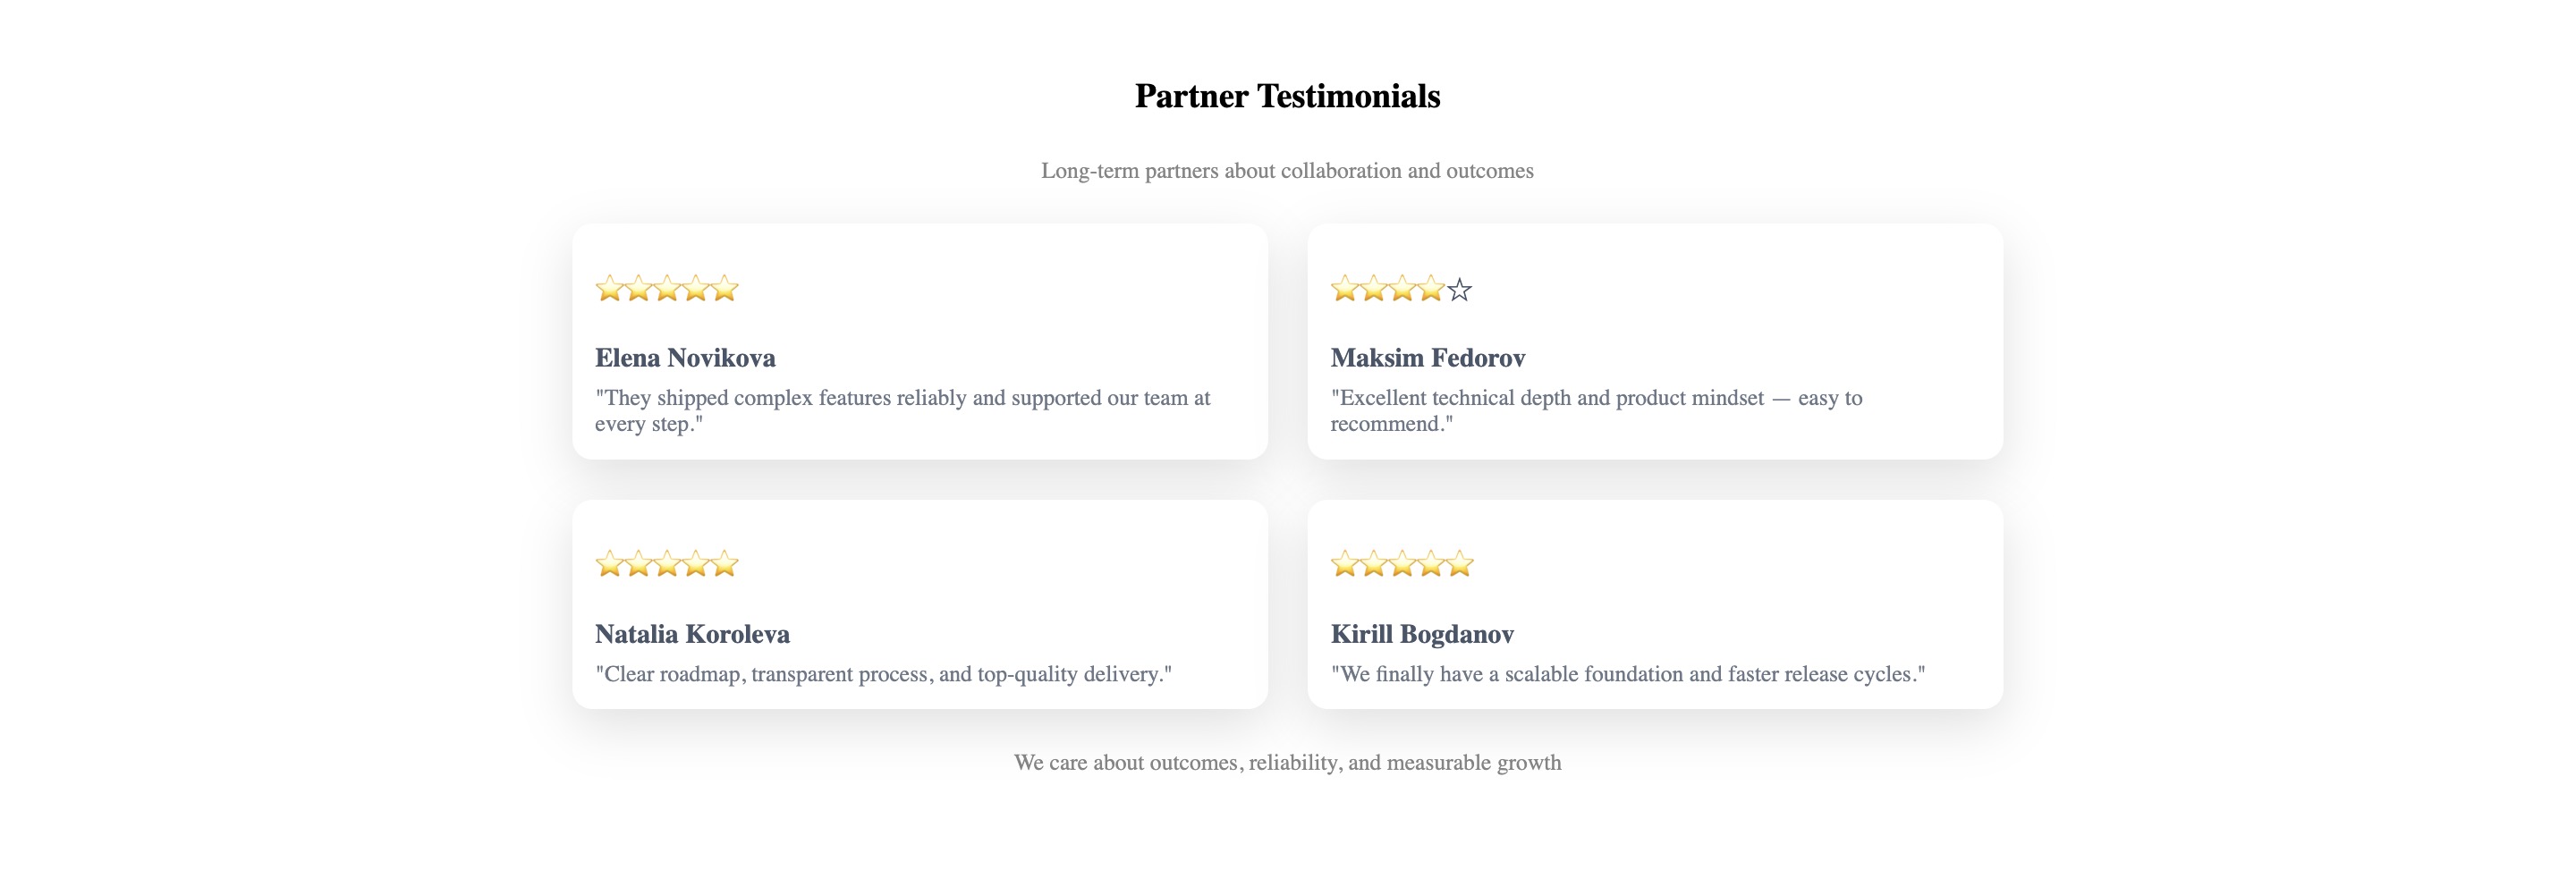 Partner Testimonials
Long-term partners about collaboration and outcomes
⭐⭐⭐⭐⭐
Elena Novikova
"They shipped complex features reliably and supported our team at
every step."
⭐⭐⭐⭐☆
Maksim Fedorov
"Excellent technical depth and product mindset — easy to
recommend."
⭐⭐⭐⭐⭐
Natalia Koroleva
"Clear roadmap, transparent process, and top-quality delivery."
⭐⭐⭐⭐⭐
Kirill Bogdanov
"We finally have a scalable foundation and faster release cycles."
We care about outcomes, reliability, and measurable growth